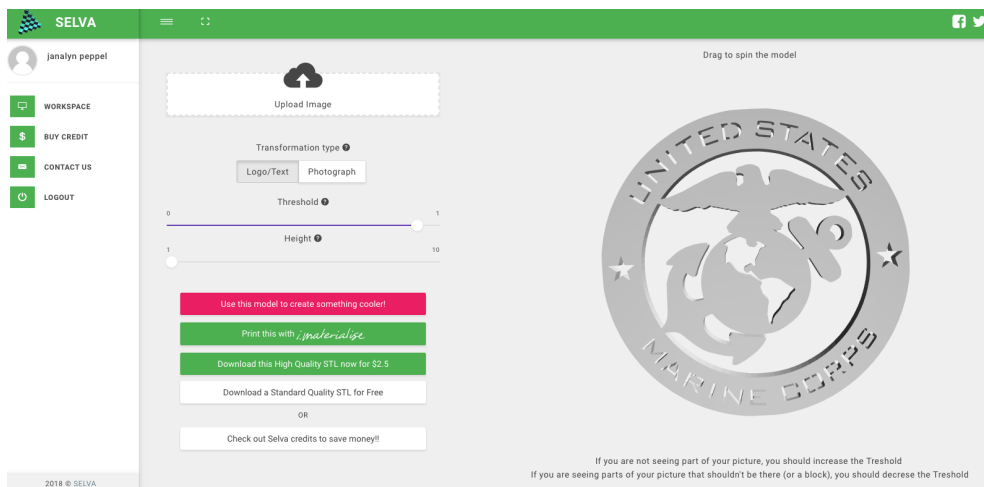 SELVA
janalyn peppel
WORKSPACE
BUY CREDIT
CONTACT US
LOGOUT
2018 © SELVA
Upload Image
Transformation type ?
Logo/Text Photograph
Threshold ?
0 1
Height ?
1 10
Use this model to create something cooler!
Print this with i.materialise
Download this High Quality STL now for $2.5
Download a Standard Quality STL for Free
OR
Check out Selva credits to save money!!
Drag to spin the model
UNITED STATES
MARINE CORPS
If you are not seeing part of your picture, you should increase the Treshold
If you are seeing parts of your picture that shouldn't be there (or a block), you should decrese the Treshold